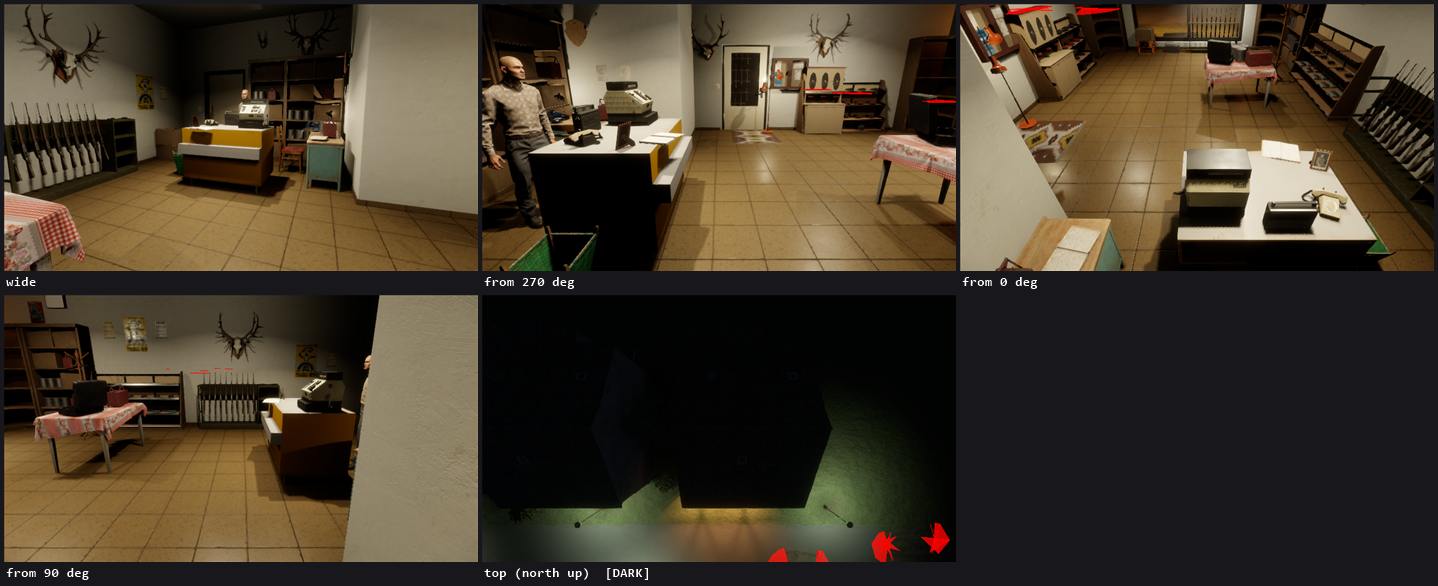 wide
from 270 deg
from 0 deg
from 90 deg
top (north up)  [DARK]